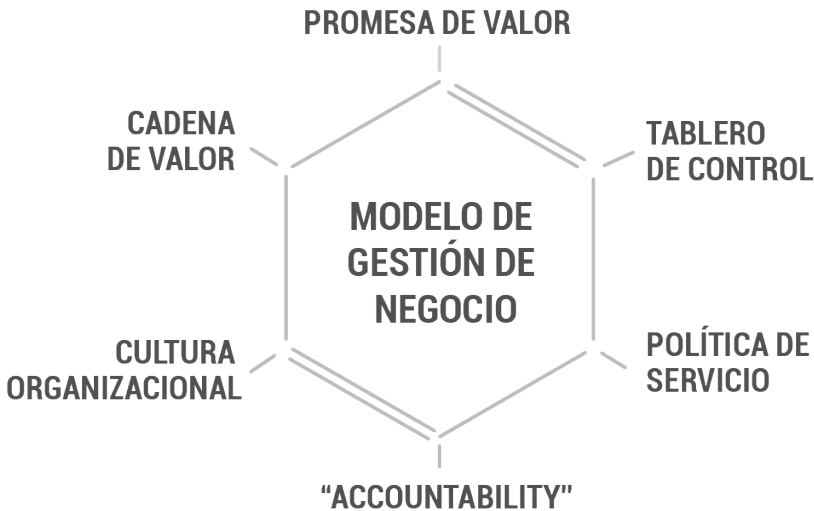 PROMESA DE VALOR
CADENA
DE VALOR
TABLERO
DE CONTROL
MODELO DE
GESTIÓN DE
NEGOCIO
CULTURA
ORGANIZACIONAL
POLÍTICA DE
SERVICIO
“ACCOUNTABILITY”